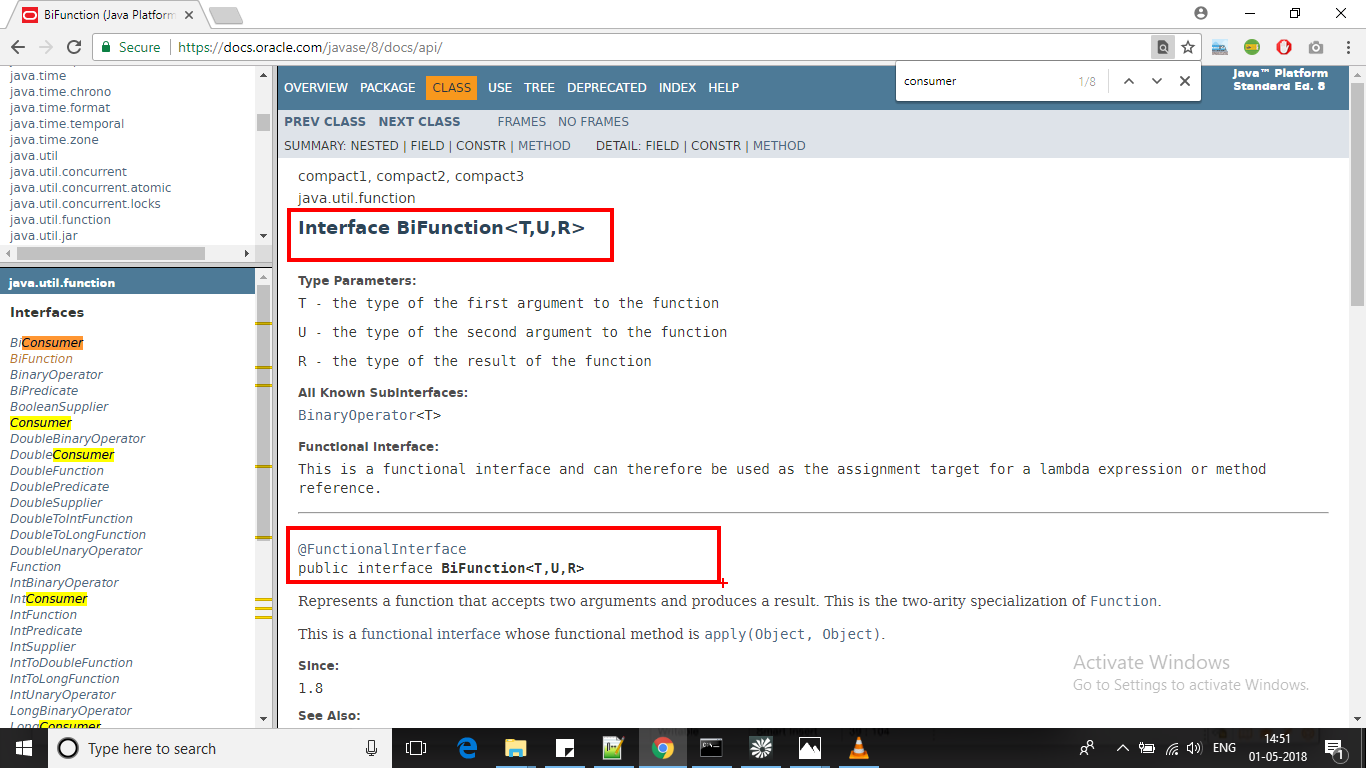 BiFunction (Java Platform
Secure
https://docs.oracle.com/javase/8/docs/api/
consumer
1/8
java.time
java.time.chrono
java.time.format
java.time.temporal
java.time.zone
java.util
java.util.concurrent
java.util.concurrent.atomic
java.util.concurrent.locks
java.util.function
java.util.jar
java.util.function
Interfaces
BiConsumer
BiFunction
BinaryOperator
BiPredicate
BooleanSupplier
Consumer
DoubleBinaryOperator
DoubleConsumer
DoubleFunction
DoublePredicate
DoubleSupplier
DoubleToIntFunction
DoubleToLongFunction
DoubleUnaryOperator
Function
IntBinaryOperator
IntConsumer
IntFunction
IntPredicate
IntSupplier
IntToDoubleFunction
IntToLongFunction
IntUnaryOperator
LongBinaryOperator
LongConsumer
OVERVIEW PACKAGE CLASS USE TREE DEPRECATED INDEX HELP
Java™ Platform
Standard Ed. 8
PREV CLASS NEXT CLASS FRAMES NO FRAMES
SUMMARY: NESTED | FIELD | CONSTR | METHOD DETAIL: FIELD | CONSTR | METHOD
compact1, compact2, compact3
java.util.function
Interface BiFunction<T,U,R>
Type Parameters:
T - the type of the first argument to the function
U - the type of the second argument to the function
R - the type of the result of the function
All Known Subinterfaces:
BinaryOperator<T>
Functional Interface:
This is a functional interface and can therefore be used as the assignment target for a lambda expression or method
reference.
@FunctionalInterface
public interface BiFunction<T,U,R>
Represents a function that accepts two arguments and produces a result. This is the two-arity specialization of Function.
This is a functional interface whose functional method is apply(Object, Object).
Since:
1.8
See Also:
Activate Windows
Go to Settings to activate Windows.
Type here to search
ENG
14:51
01-05-2018
1